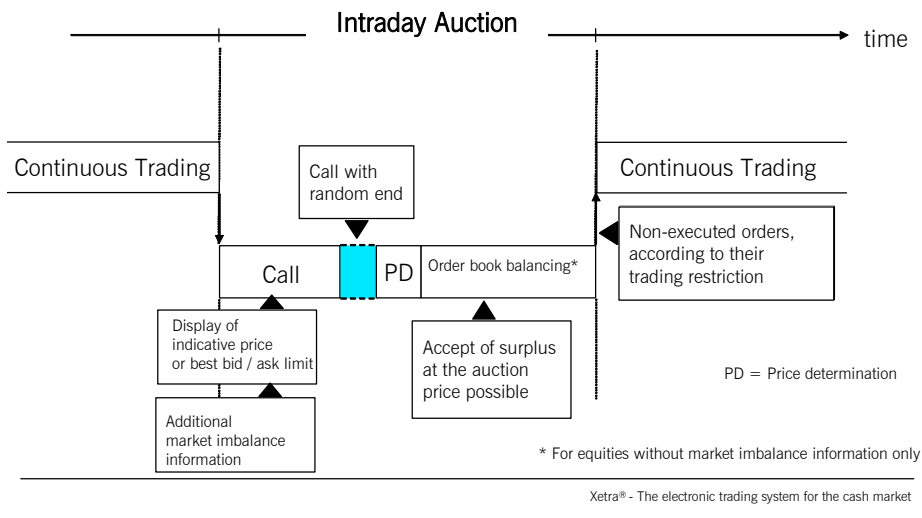 Intraday Auction
time
Continuous Trading
Continuous Trading
Call with
random end
Non-executed orders,
according to their
trading restriction
Call
PD
Order book balancing*
Display of
indicative price
or best bid / ask limit
Accept of surplus
at the auction
price possible
PD = Price determination
Additional
market imbalance
information
* For equities without market imbalance information only
Xetra® - The electronic trading system for the cash market